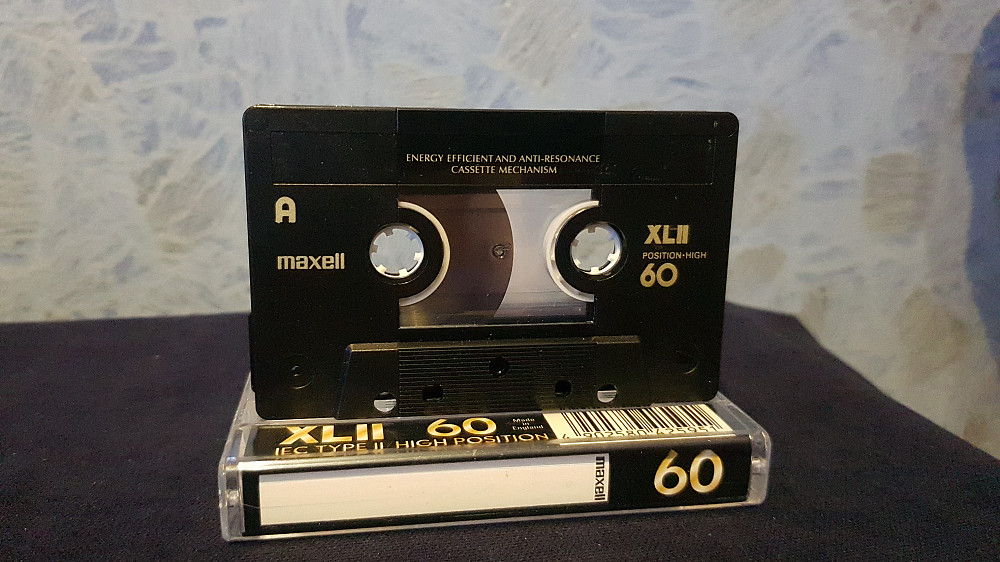 ENERGY EFFICIENT AND ANTI-RESONANCE
CASSETTE MECHANISM
A
maxell
XLII
POSITION•HIGH
60
XLII 60
Made in
England
IEC TYPE II HIGH POSITION
maxell
60